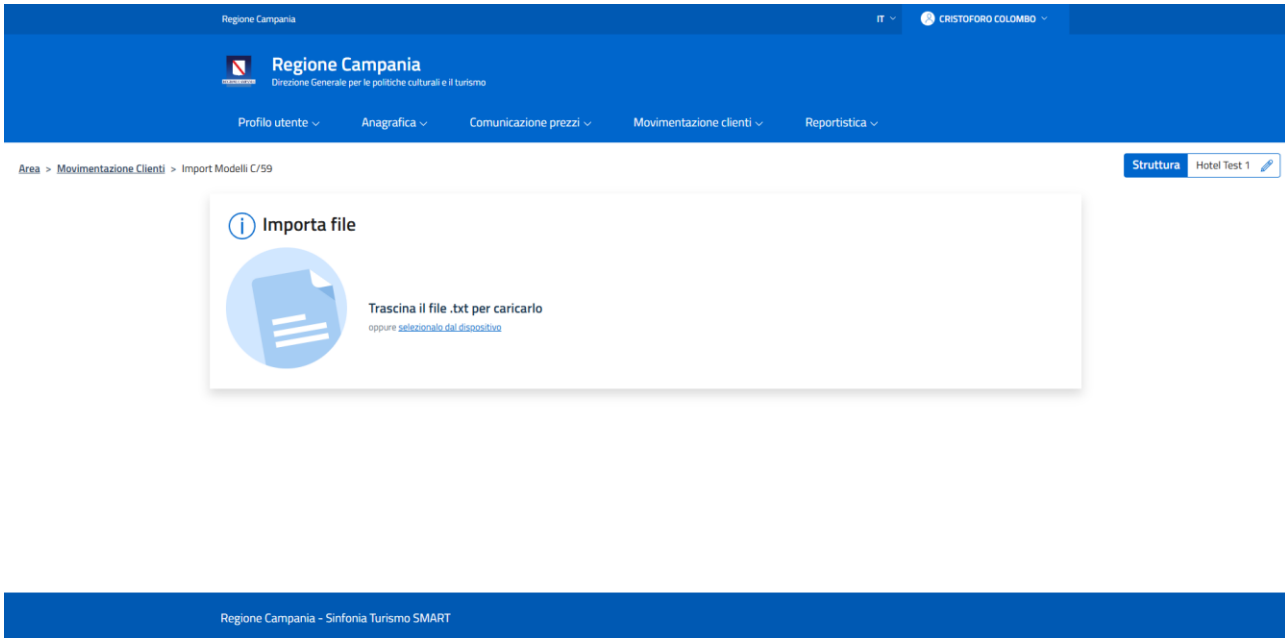 Regione Campania
IT
CRISTOFORO COLOMBO
Regione Campania
Direzione Generale per le politiche culturali e il turismo
Profilo utente
Anagrafica
Comunicazione prezzi
Movimentazione clienti
Reportistica
Area > Movimentazione Clienti > Import Modelli C/59
Struttura Hotel Test 1
Importa file
Trascina il file .txt per caricarlo
oppure selezionalo dal dispositivo
Regione Campania - Sinfonia Turismo SMART